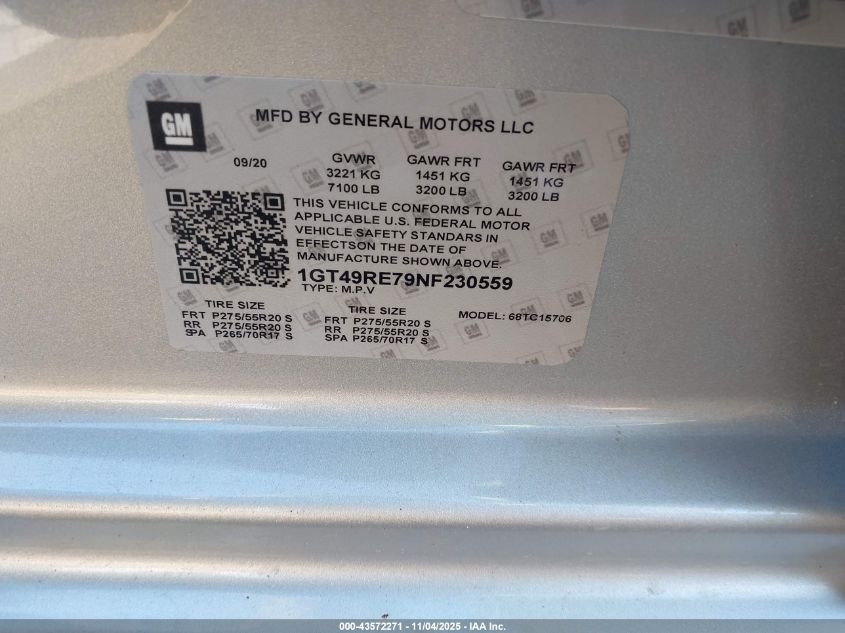 GM
MFD BY GENERAL MOTORS LLC
09/20
GVWR GAWR FRT GAWR FRT
3221 KG 1451 KG 1451 KG
7100 LB 3200 LB 3200 LB
THIS VEHICLE CONFORMS TO ALL
APPLICABLE U.S. FEDERAL MOTOR
VEHICLE SAFETY STANDARS IN
EFFECTSON THE DATE OF
MANUFACTURE SHOWN ABOVE.
1GT49RE79NF230559
TYPE: M.P.V
TIRE SIZE TIRE SIZE
FRT P275/55R20 S FRT P275/55R20 S MODEL: 68TC15706
RR P275/55R20 S RR P275/55R20 S
SPA P265/70R17 S SPA P265/70R17 S
000-43572271 - 11/04/2025 - IAA Inc.